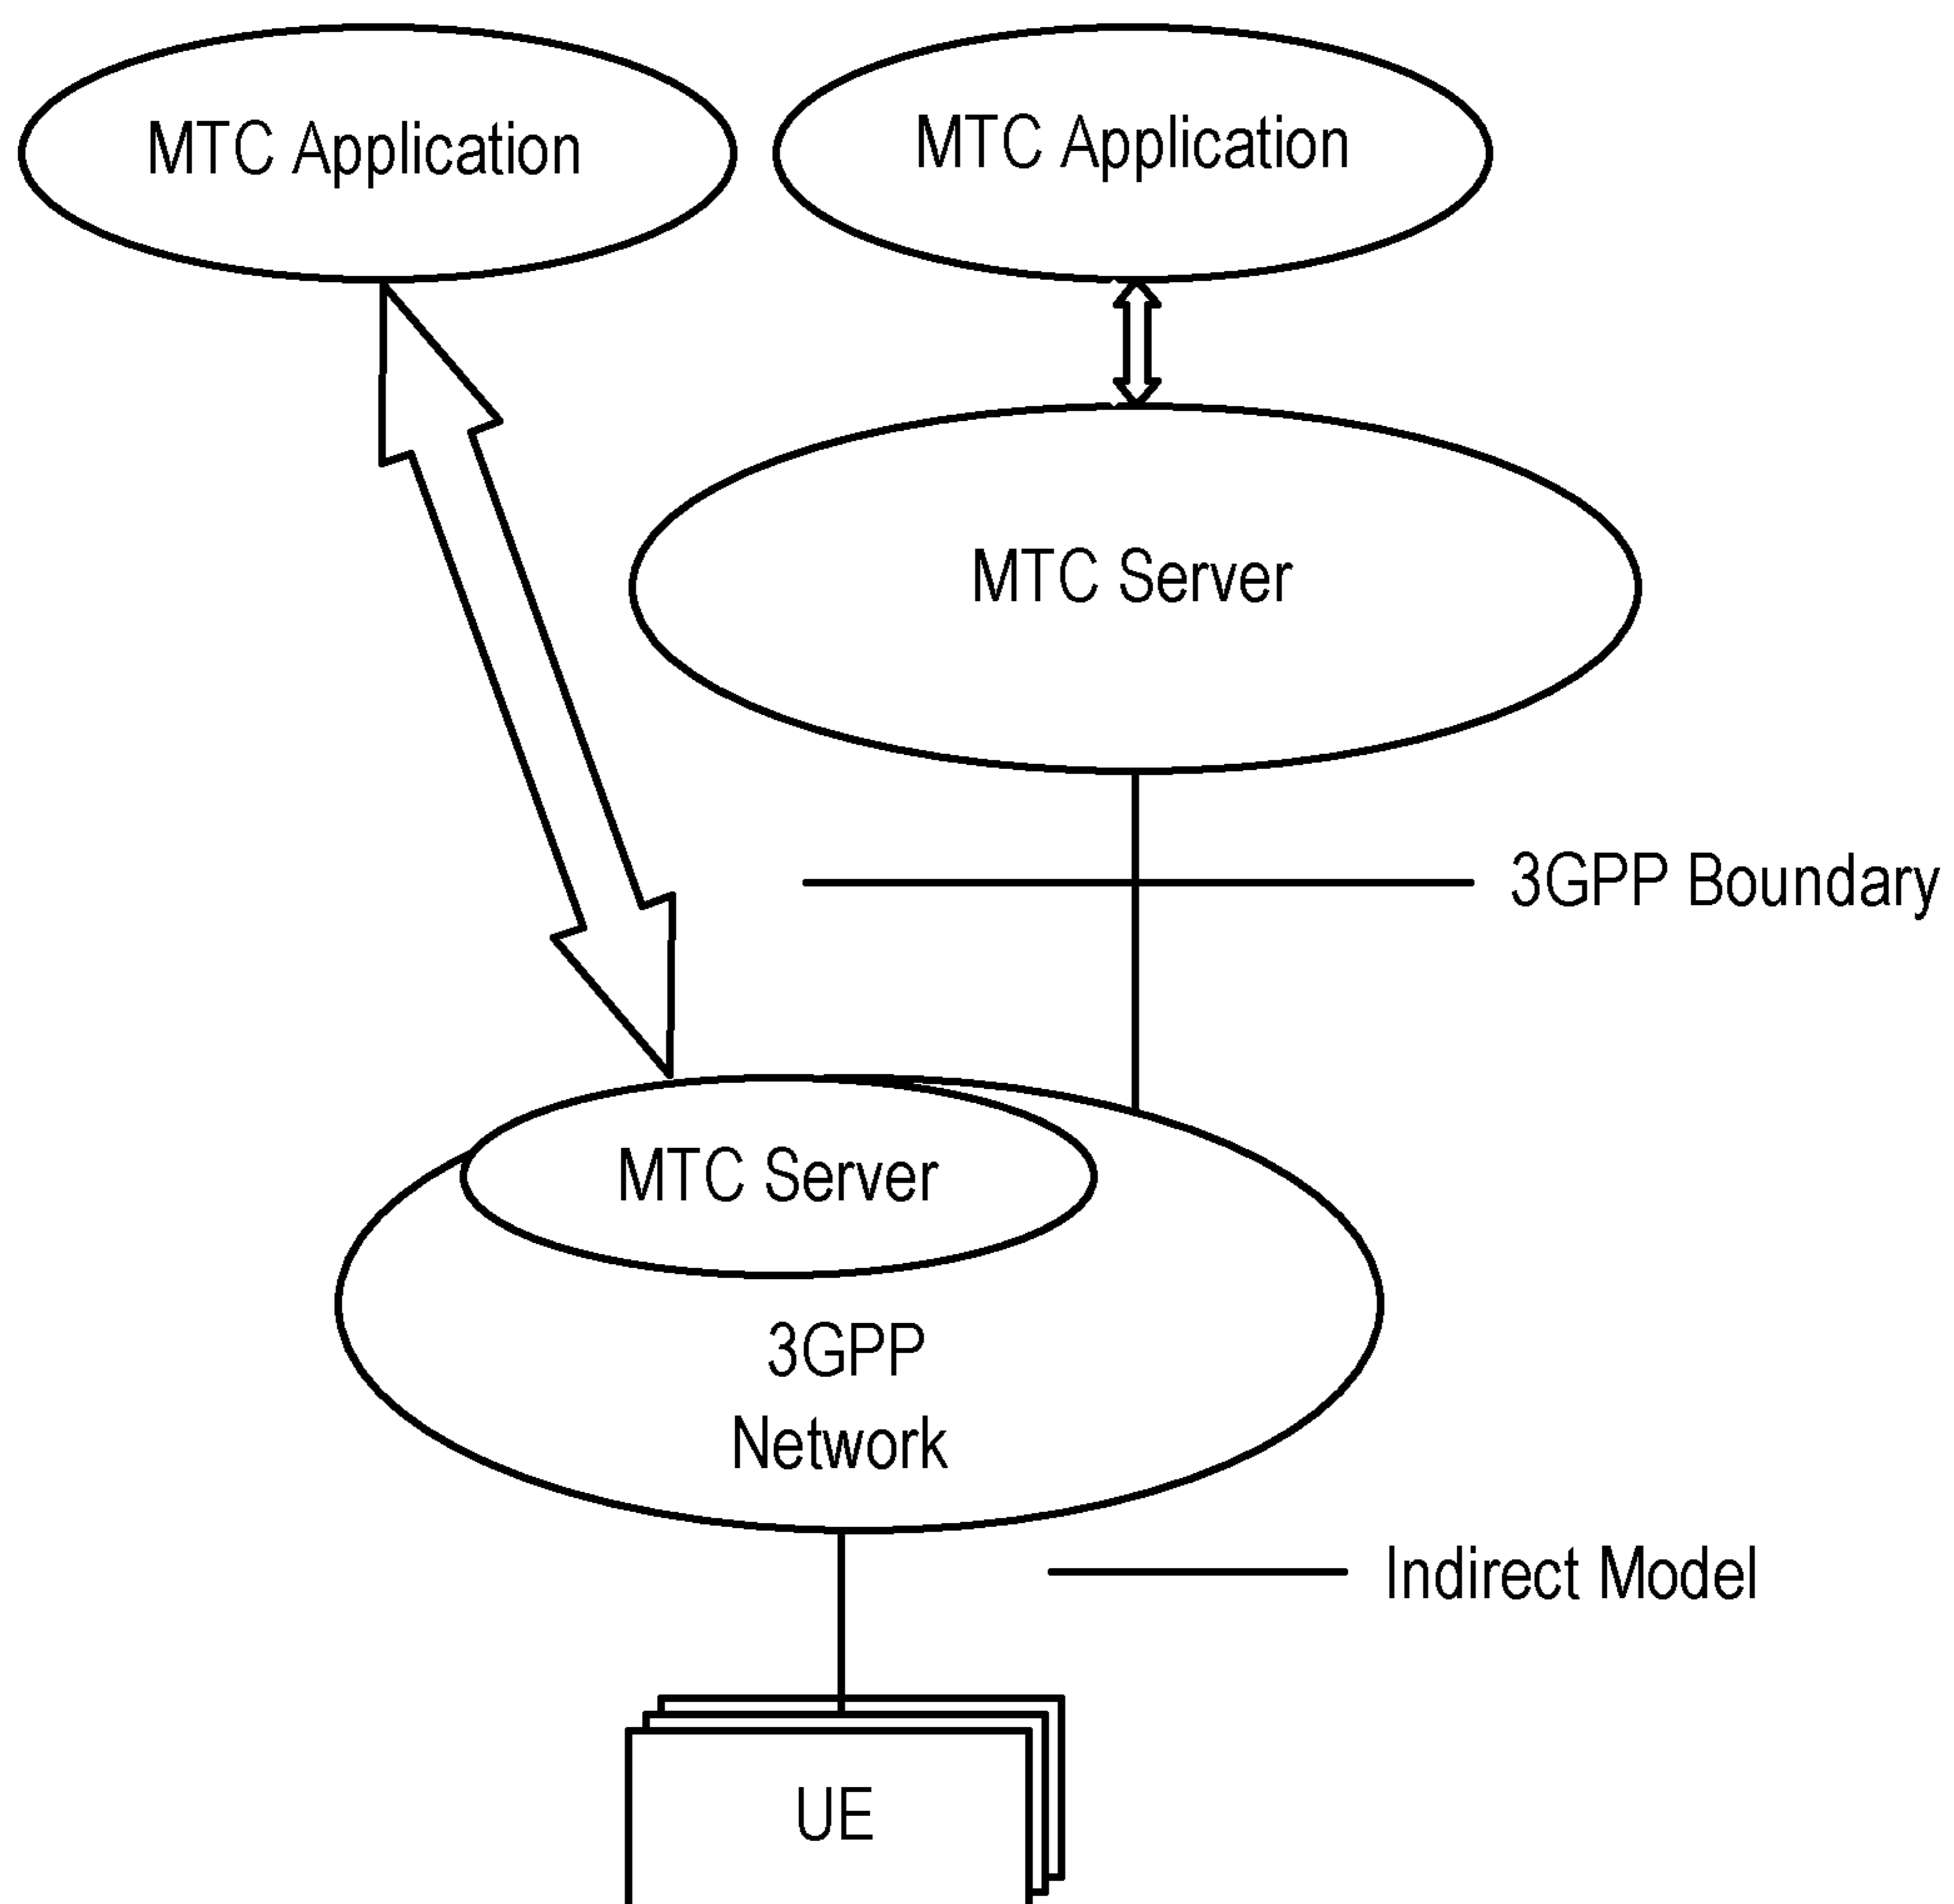 MTC Application
MTC Application
MTC Server
3GPP Boundary
MTC Server
3GPP
Network
Indirect Model
UE